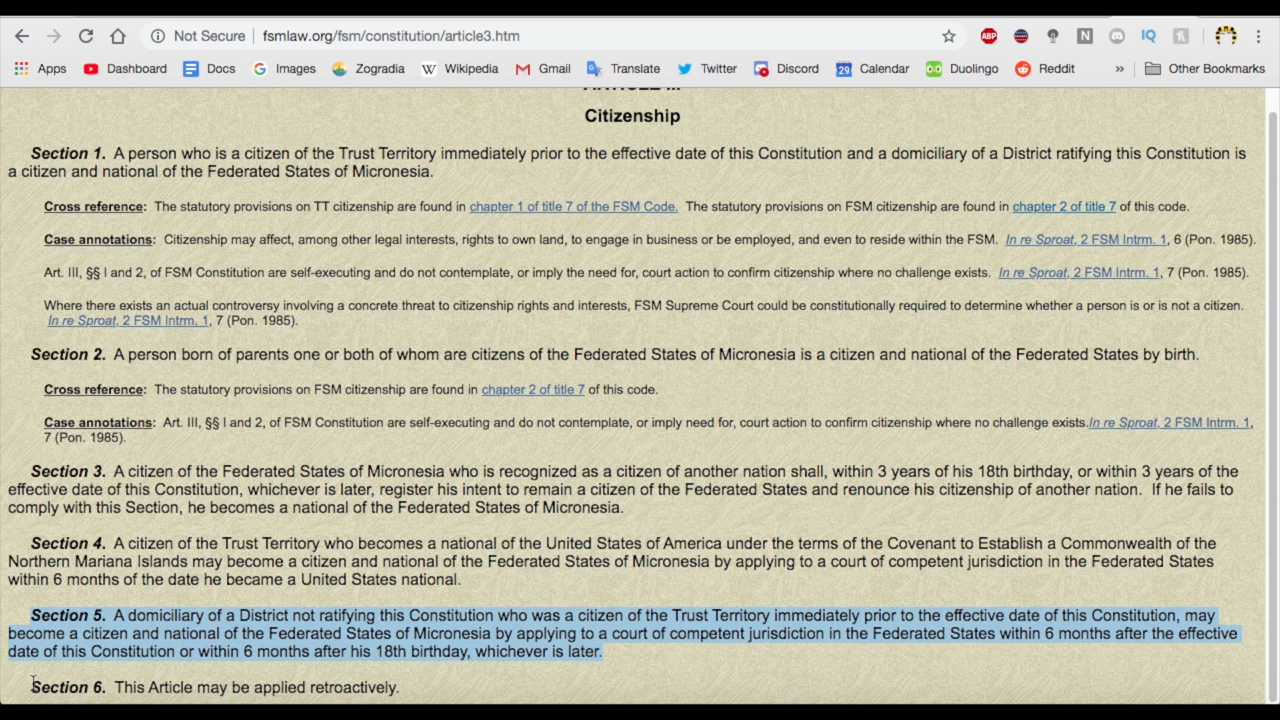 Not Secure fsmlaw.org/fsm/constitution/article3.htm ABP N IQ h
Apps Dashboard Docs Images Zogradia W Wikipedia Gmail Translate Twitter Discord 29 Calendar Duolingo Reddit » Other Bookmarks
ARTICLE III
Citizenship
Section 1. A person who is a citizen of the Trust Territory immediately prior to the effective date of this Constitution and a domiciliary of a District ratifying this Constitution is
a citizen and national of the Federated States of Micronesia.
Cross reference: The statutory provisions on TT citizenship are found in chapter 1 of title 7 of the FSM Code. The statutory provisions on FSM citizenship are found in chapter 2 of title 7 of this code.
Case annotations: Citizenship may affect, among other legal interests, rights to own land, to engage in business or be employed, and even to reside within the FSM. In re Sproat, 2 FSM Intrm. 1, 6 (Pon. 1985).
Art. III, §§ I and 2, of FSM Constitution are self-executing and do not contemplate, or imply the need for, court action to confirm citizenship where no challenge exists. In re Sproat, 2 FSM Intrm. 1, 7 (Pon. 1985).
Where there exists an actual controversy involving a concrete threat to citizenship rights and interests, FSM Supreme Court could be constitutionally required to determine whether a person is or is not a citizen.
In re Sproat, 2 FSM Intrm. 1, 7 (Pon. 1985).
Section 2. A person born of parents one or both of whom are citizens of the Federated States of Micronesia is a citizen and national of the Federated States by birth.
Cross reference: The statutory provisions on FSM citizenship are found in chapter 2 of title 7 of this code.
Case annotations: Art. III, §§ I and 2, of FSM Constitution are self-executing and do not contemplate, or imply need for, court action to confirm citizenship where no challenge exists.In re Sproat, 2 FSM Intrm. 1,
7 (Pon. 1985).
Section 3. A citizen of the Federated States of Micronesia who is recognized as a citizen of another nation shall, within 3 years of his 18th birthday, or within 3 years of the
effective date of this Constitution, whichever is later, register his intent to remain a citizen of the Federated States and renounce his citizenship of another nation. If he fails to
comply with this Section, he becomes a national of the Federated States of Micronesia.
Section 4. A citizen of the Trust Territory who becomes a national of the United States of America under the terms of the Covenant to Establish a Commonwealth of the
Northern Mariana Islands may become a citizen and national of the Federated States of Micronesia by applying to a court of competent jurisdiction in the Federated States
within 6 months of the date he became a United States national.
Section 5. A domiciliary of a District not ratifying this Constitution who was a citizen of the Trust Territory immediately prior to the effective date of this Constitution, may
become a citizen and national of the Federated States of Micronesia by applying to a court of competent jurisdiction in the Federated States within 6 months after the effective
date of this Constitution or within 6 months after his 18th birthday, whichever is later.
Section 6. This Article may be applied retroactively.